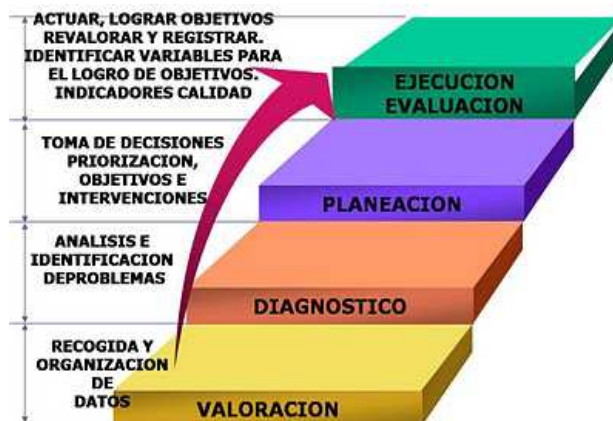 ACTUAR, LOGRAR OBJETIVOS
REVALORAR Y REGISTRAR.
IDENTIFICAR VARIABLES PARA
EL LOGRO DE OBJETIVOS.
INDICADORES CALIDAD
EJECUCION
EVALUACION
TOMA DE DECISIONES
PRIORIZACION,
OBJETIVOS E
INTERVENCIONES
PLANEACION
ANALISIS E
IDENTIFICACION
DEPROBLEMAS
DIAGNOSTICO
RECOGIDA Y
ORGANIZACION
DE
DATOS
VALORACION